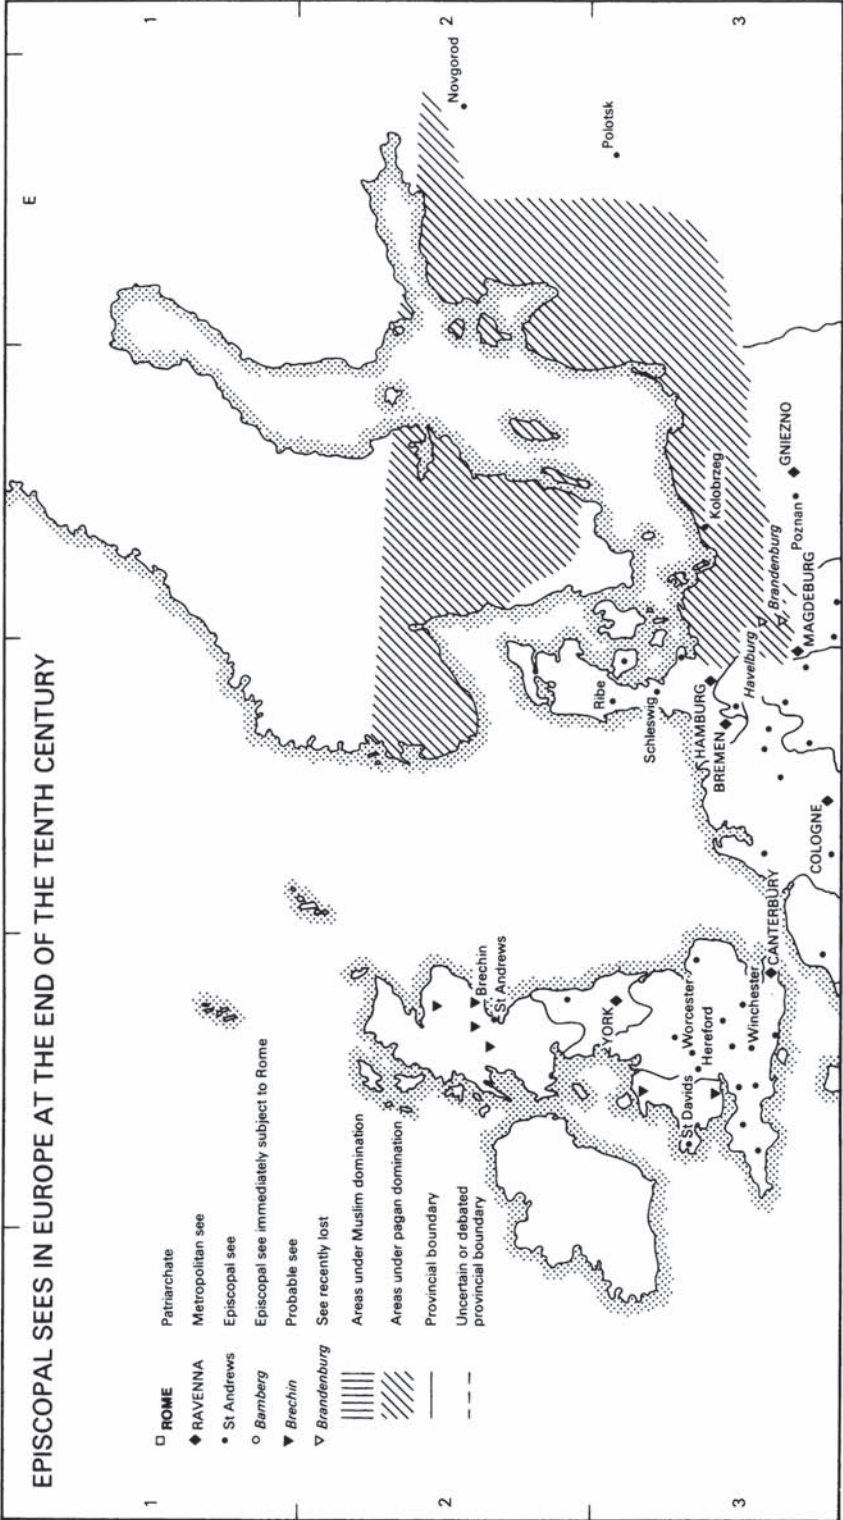 EPISCOPAL SEES IN EUROPE AT THE END OF THE TENTH CENTURY
E
1
2
3
1
2
3
ROME Patriarchate
RAVENNA Metropolitan see
St Andrews Episcopal see
Bamberg Episcopal see immediately subject to Rome
Brechin Probable see
Brandenburg See recently lost
Areas under Muslim domination
Areas under pagan domination
Provincial boundary
Uncertain or debated
provincial boundary
Novgorod
Polotsk
Brechin
St Andrews
YORK
Worcester
Hereford
St Davids
Winchester
CANTERBURY
COLOGNE
Ribe
Schleswig
HAMBURG
BREMEN
Havelburg
Brandenburg
MAGDEBURG
Kolobrzeg
Poznan
GNIEZNO